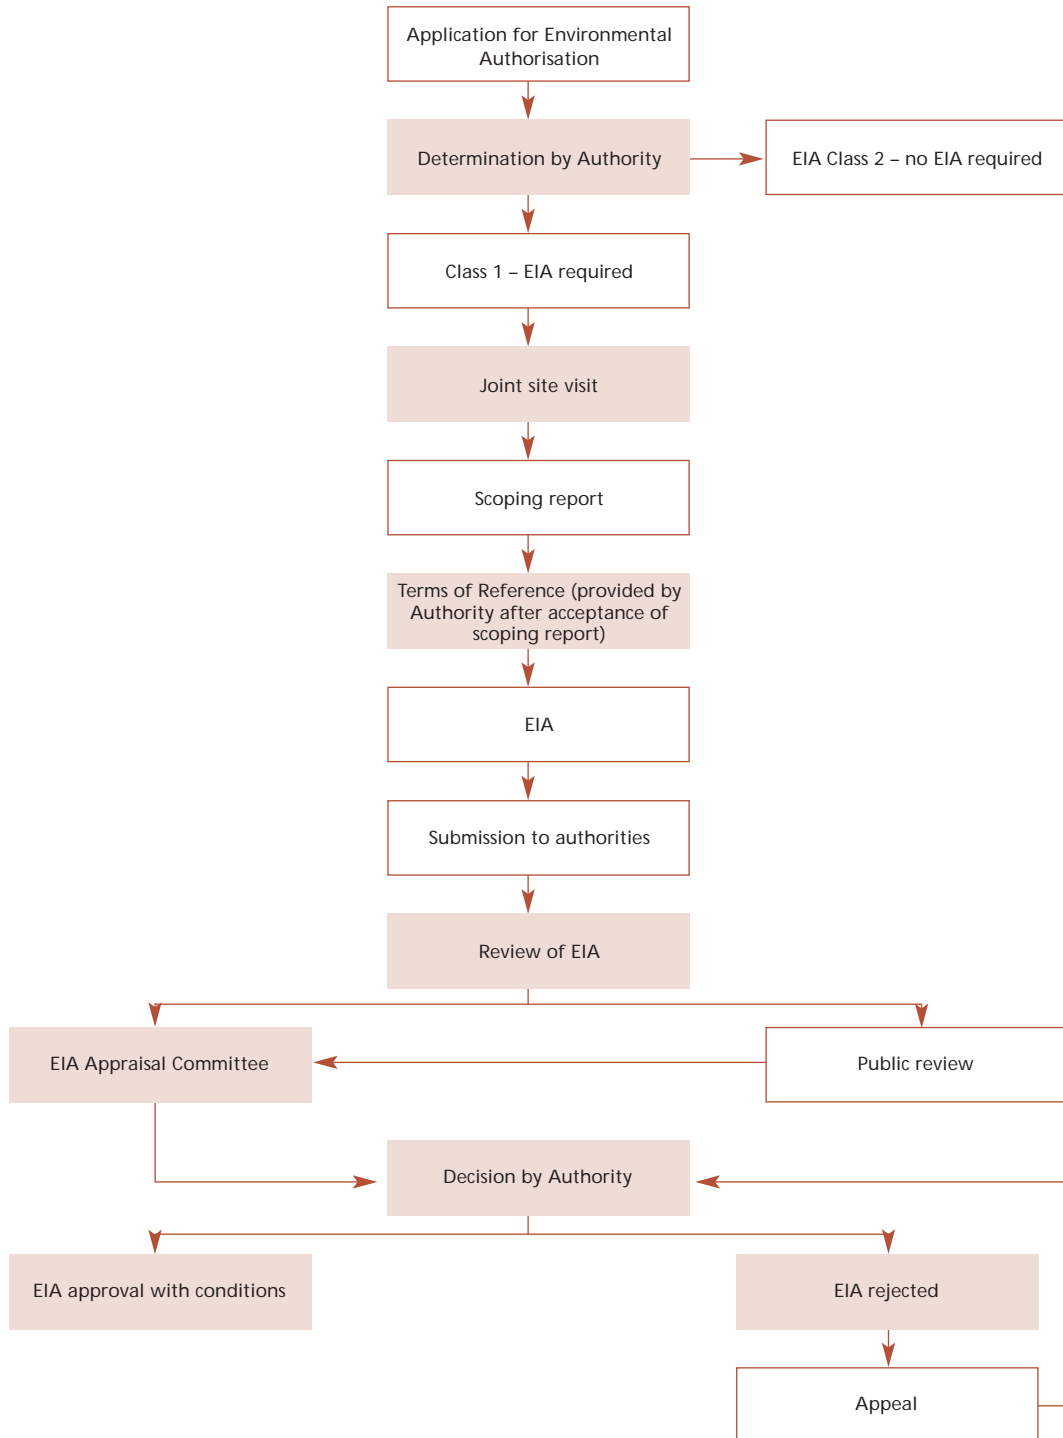 Application for Environmental
Authorisation
Determination by Authority
EIA Class 2 – no EIA required
Class 1 – EIA required
Joint site visit
Scoping report
Terms of Reference (provided by
Authority after acceptance of
scoping report)
EIA
Submission to authorities
Review of EIA
EIA Appraisal Committee
Public review
Decision by Authority
EIA approval with conditions
EIA rejected
Appeal